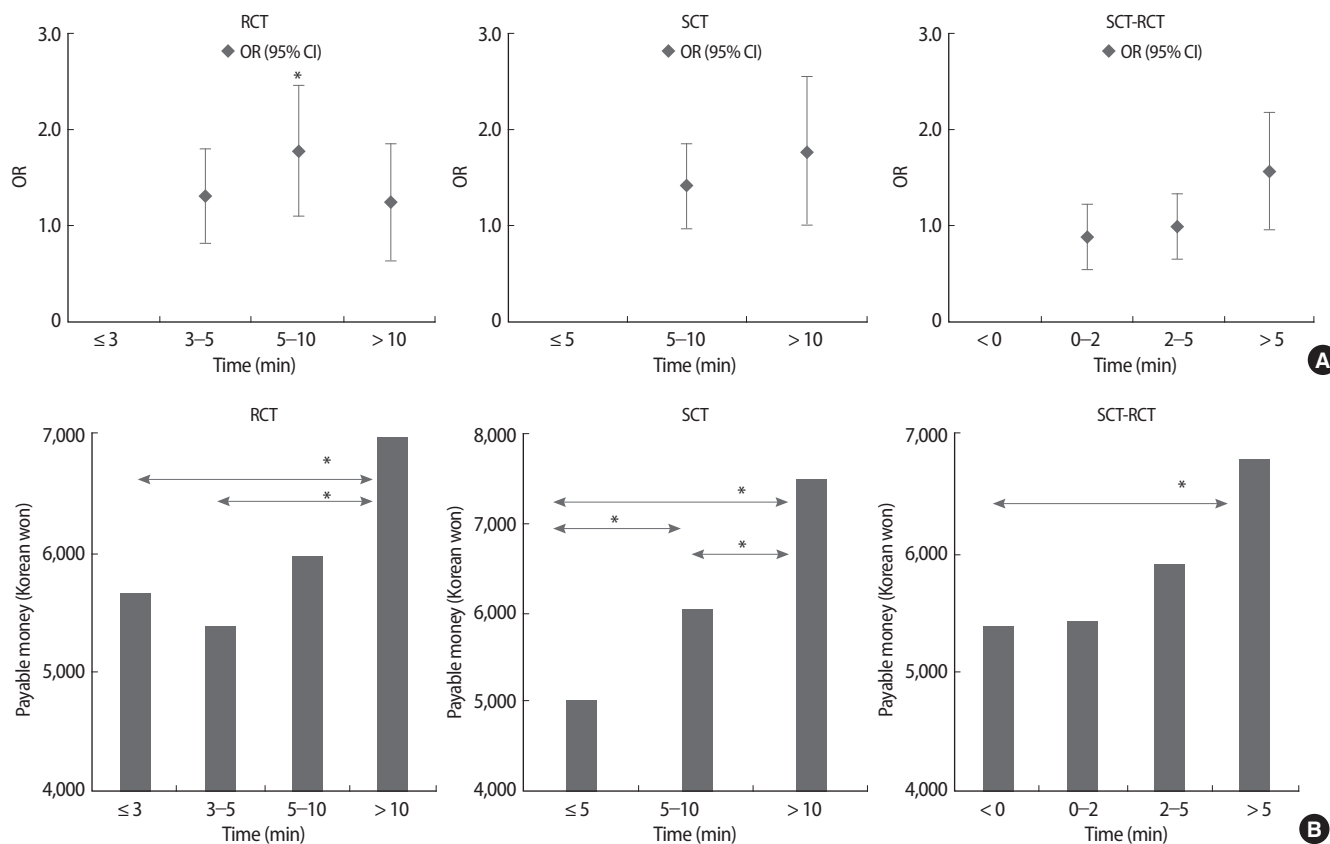 RCT
OR (95% CI)
*
3.0
2.0
1.0
0
OR
≤ 3
3–5
5–10
> 10
Time (min)
SCT
OR (95% CI)
3.0
2.0
1.0
0
OR
≤ 5
5–10
> 10
Time (min)
SCT-RCT
OR (95% CI)
3.0
2.0
1.0
0
OR
< 0
0–2
2–5
> 5
Time (min)
A
RCT
7,000
6,000
5,000
4,000
Payable money (Korean won)
*
*
≤ 3
3–5
5–10
> 10
Time (min)
SCT
8,000
7,000
6,000
5,000
4,000
Payable money (Korean won)
*
*
*
≤ 5
5–10
> 10
Time (min)
SCT-RCT
7,000
6,000
5,000
4,000
Payable money (Korean won)
*
< 0
0–2
2–5
> 5
Time (min)
B